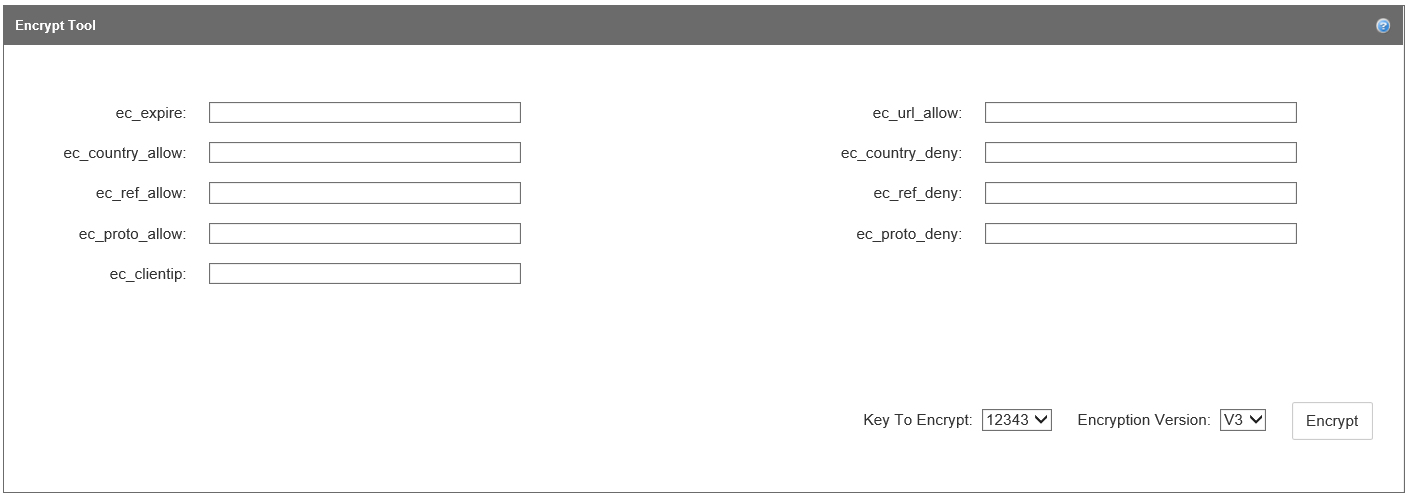 Encrypt Tool
ec_expire:
ec_url_allow:
ec_country_allow:
ec_country_deny:
ec_ref_allow:
ec_ref_deny:
ec_proto_allow:
ec_proto_deny:
ec_clientip:
Key To Encrypt: 12343 Encryption Version: V3 Encrypt